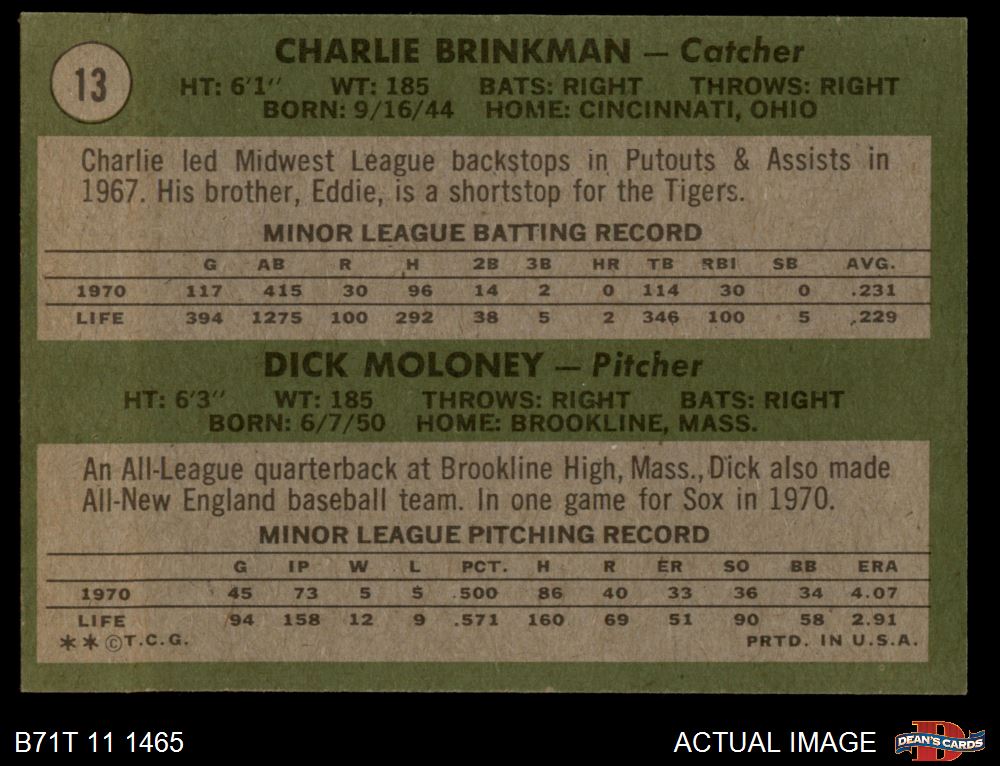 13
CHARLIE BRINKMAN — Catcher
HT: 6'1" WT: 185 BATS: RIGHT THROWS: RIGHT
BORN: 9/16/44 HOME: CINCINNATI, OHIO
Charlie led Midwest League backstops in Putouts & Assists in
1967. His brother, Eddie, is a shortstop for the Tigers.
MINOR LEAGUE BATTING RECORD
G AB R H 2B 3B HR TB RBI SB AVG.
1970 117 415 30 96 14 2 0 114 30 0 .231
LIFE 394 1275 100 292 38 5 2 346 100 5 .229
DICK MOLONEY — Pitcher
HT: 6'3" WT: 185 THROWS: RIGHT BATS: RIGHT
BORN: 6/7/50 HOME: BROOKLINE, MASS.
An All-League quarterback at Brookline High, Mass., Dick also made
All-New England baseball team. In one game for Sox in 1970.
MINOR LEAGUE PITCHING RECORD
G IP W L PCT. H R ER SO BB ERA
1970 45 73 5 5 .500 86 40 33 36 34 4.07
LIFE 94 158 12 9 .571 160 69 51 90 58 2.91
**©T.C.G. PRTD. IN U.S.A.
B71T 11 1465 ACTUAL IMAGE DEAN'S CARDS